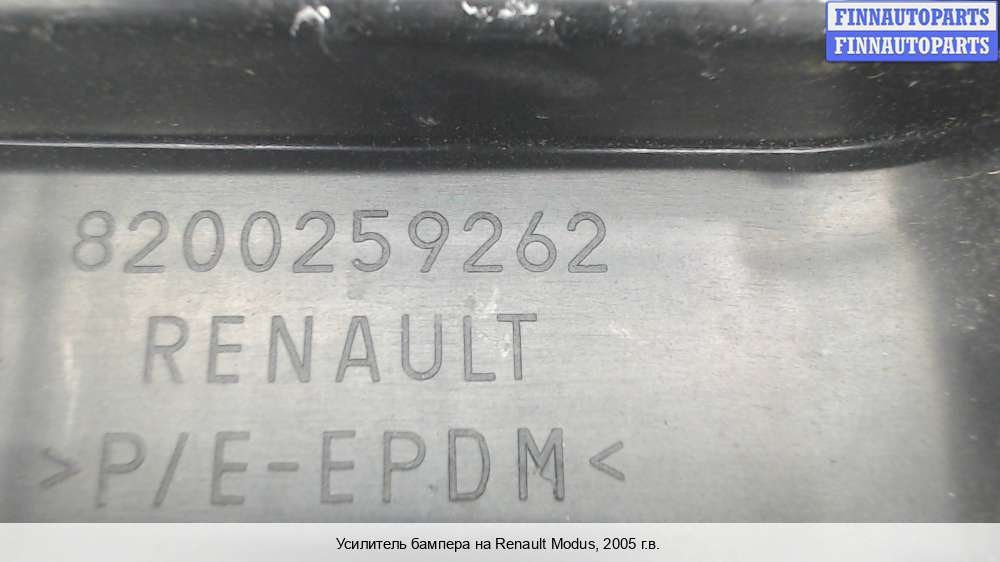 FINNAUTOPARTS
FINNAUTOPARTS
8200259262
RENAULT
>P/E-EPDM<
Усилитель бампера на Renault Modus, 2005 г.в.